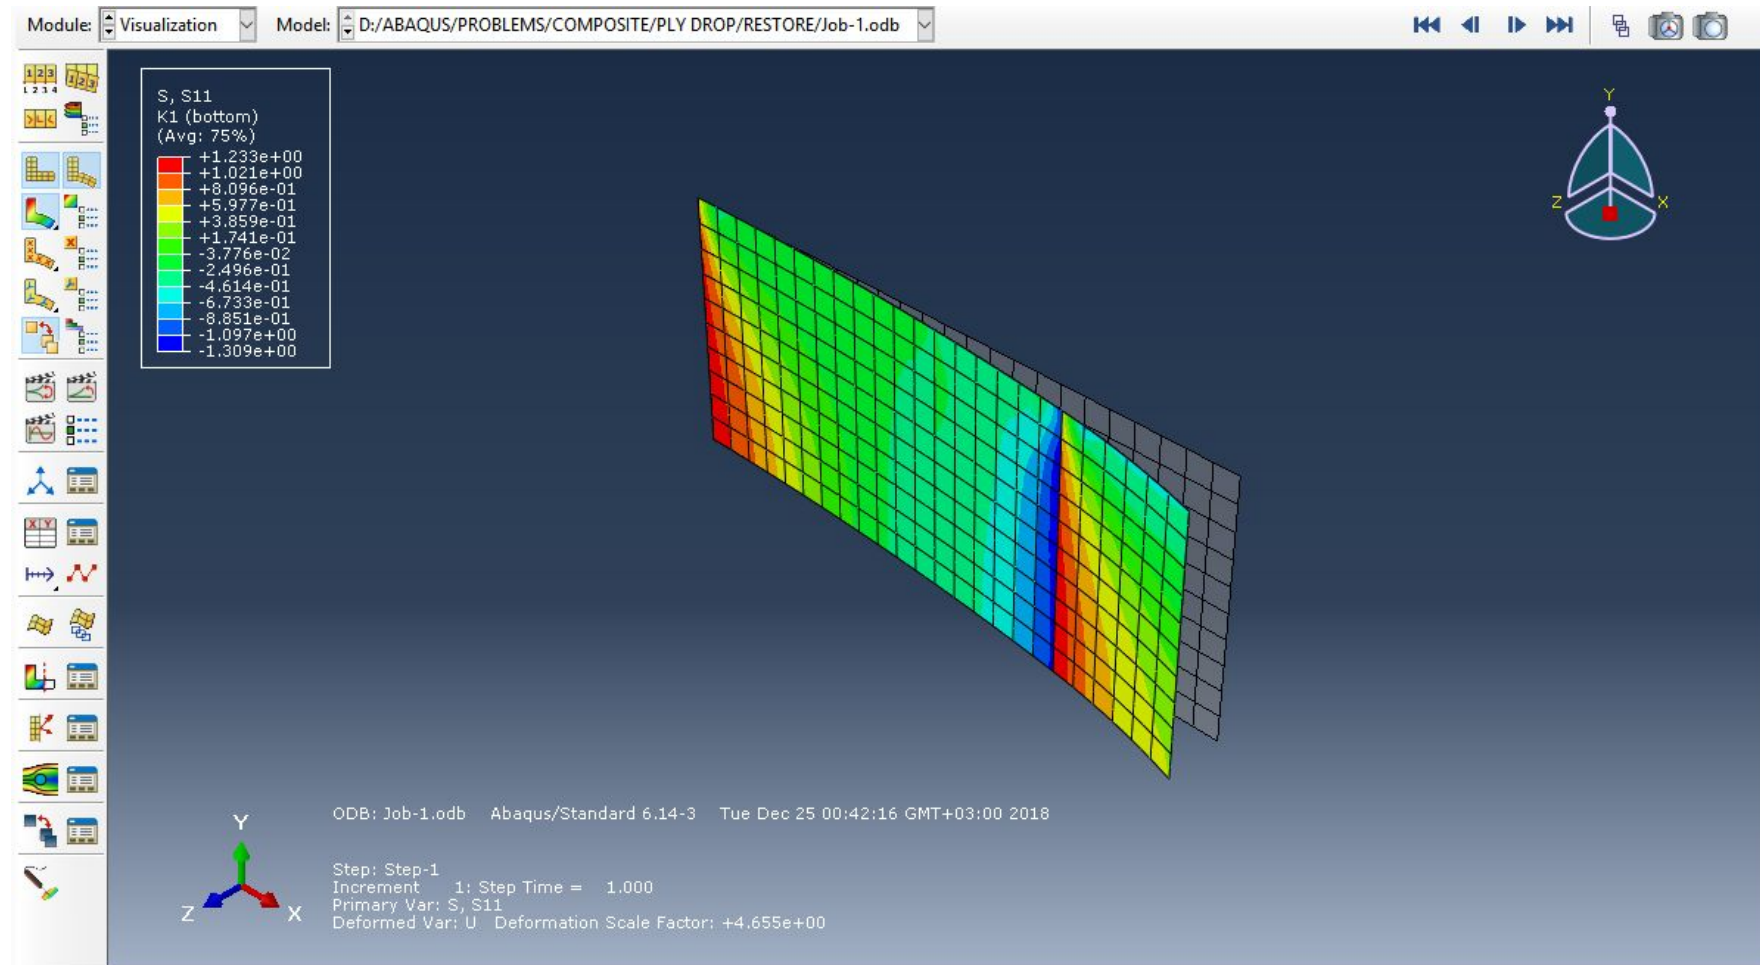 Module: Visualization Model: D:/ABAQUS/PROBLEMS/COMPOSITE/PLY DROP/RESTORE/Job-1.odb
S, S11
K1 (bottom)
(Avg: 75%)
+1.233e+00
+1.021e+00
+8.096e-01
+5.977e-01
+3.859e-01
+1.741e-01
-3.776e-02
-2.496e-01
-4.614e-01
-6.733e-01
-8.851e-01
-1.097e+00
-1.309e+00
Y
Z X
ODB: Job-1.odb Abaqus/Standard 6.14-3 Tue Dec 25 00:42:16 GMT+03:00 2018
Y
Z X
Step: Step-1
Increment 1: Step Time = 1.000
Primary Var: S, S11
Deformed Var: U Deformation Scale Factor: +4.655e+00